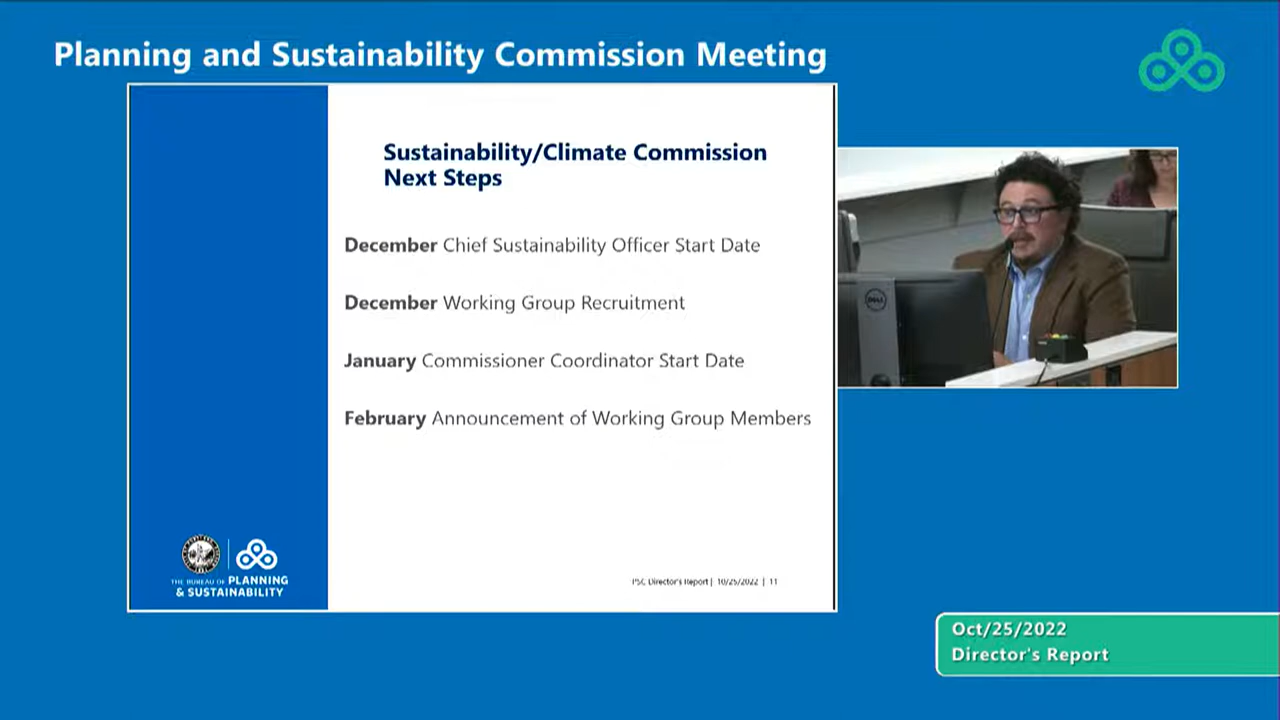 Planning and Sustainability Commission Meeting
Sustainability/Climate Commission
Next Steps
December Chief Sustainability Officer Start Date
December Working Group Recruitment
January Commissioner Coordinator Start Date
February Announcement of Working Group Members
THE BUREAU OF PLANNING
& SUSTAINABILITY
PSC Director's Report | 10/25/2022 | 11
DELL
Oct/25/2022
Director's Report